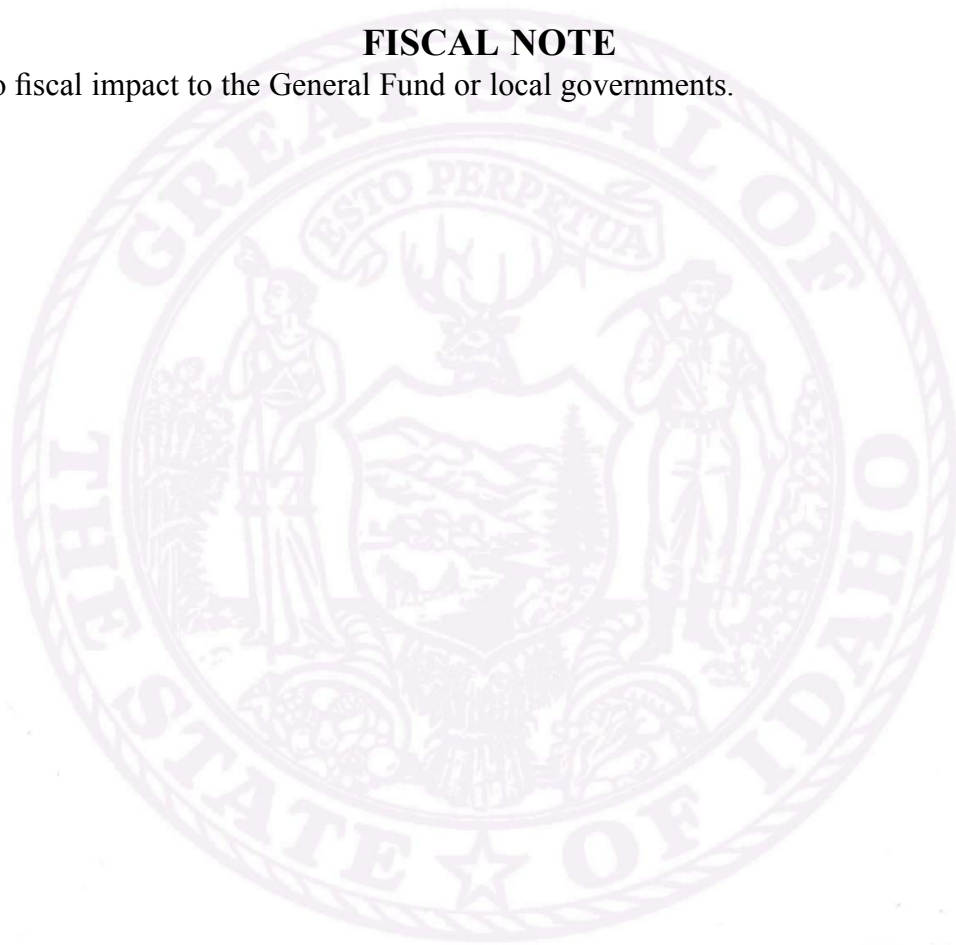 FISCAL NOTE
o fiscal impact to the General Fund or local governments.
GREAT SEAL OF
ESTO PERPETUA
THE STATE OF IDAHO